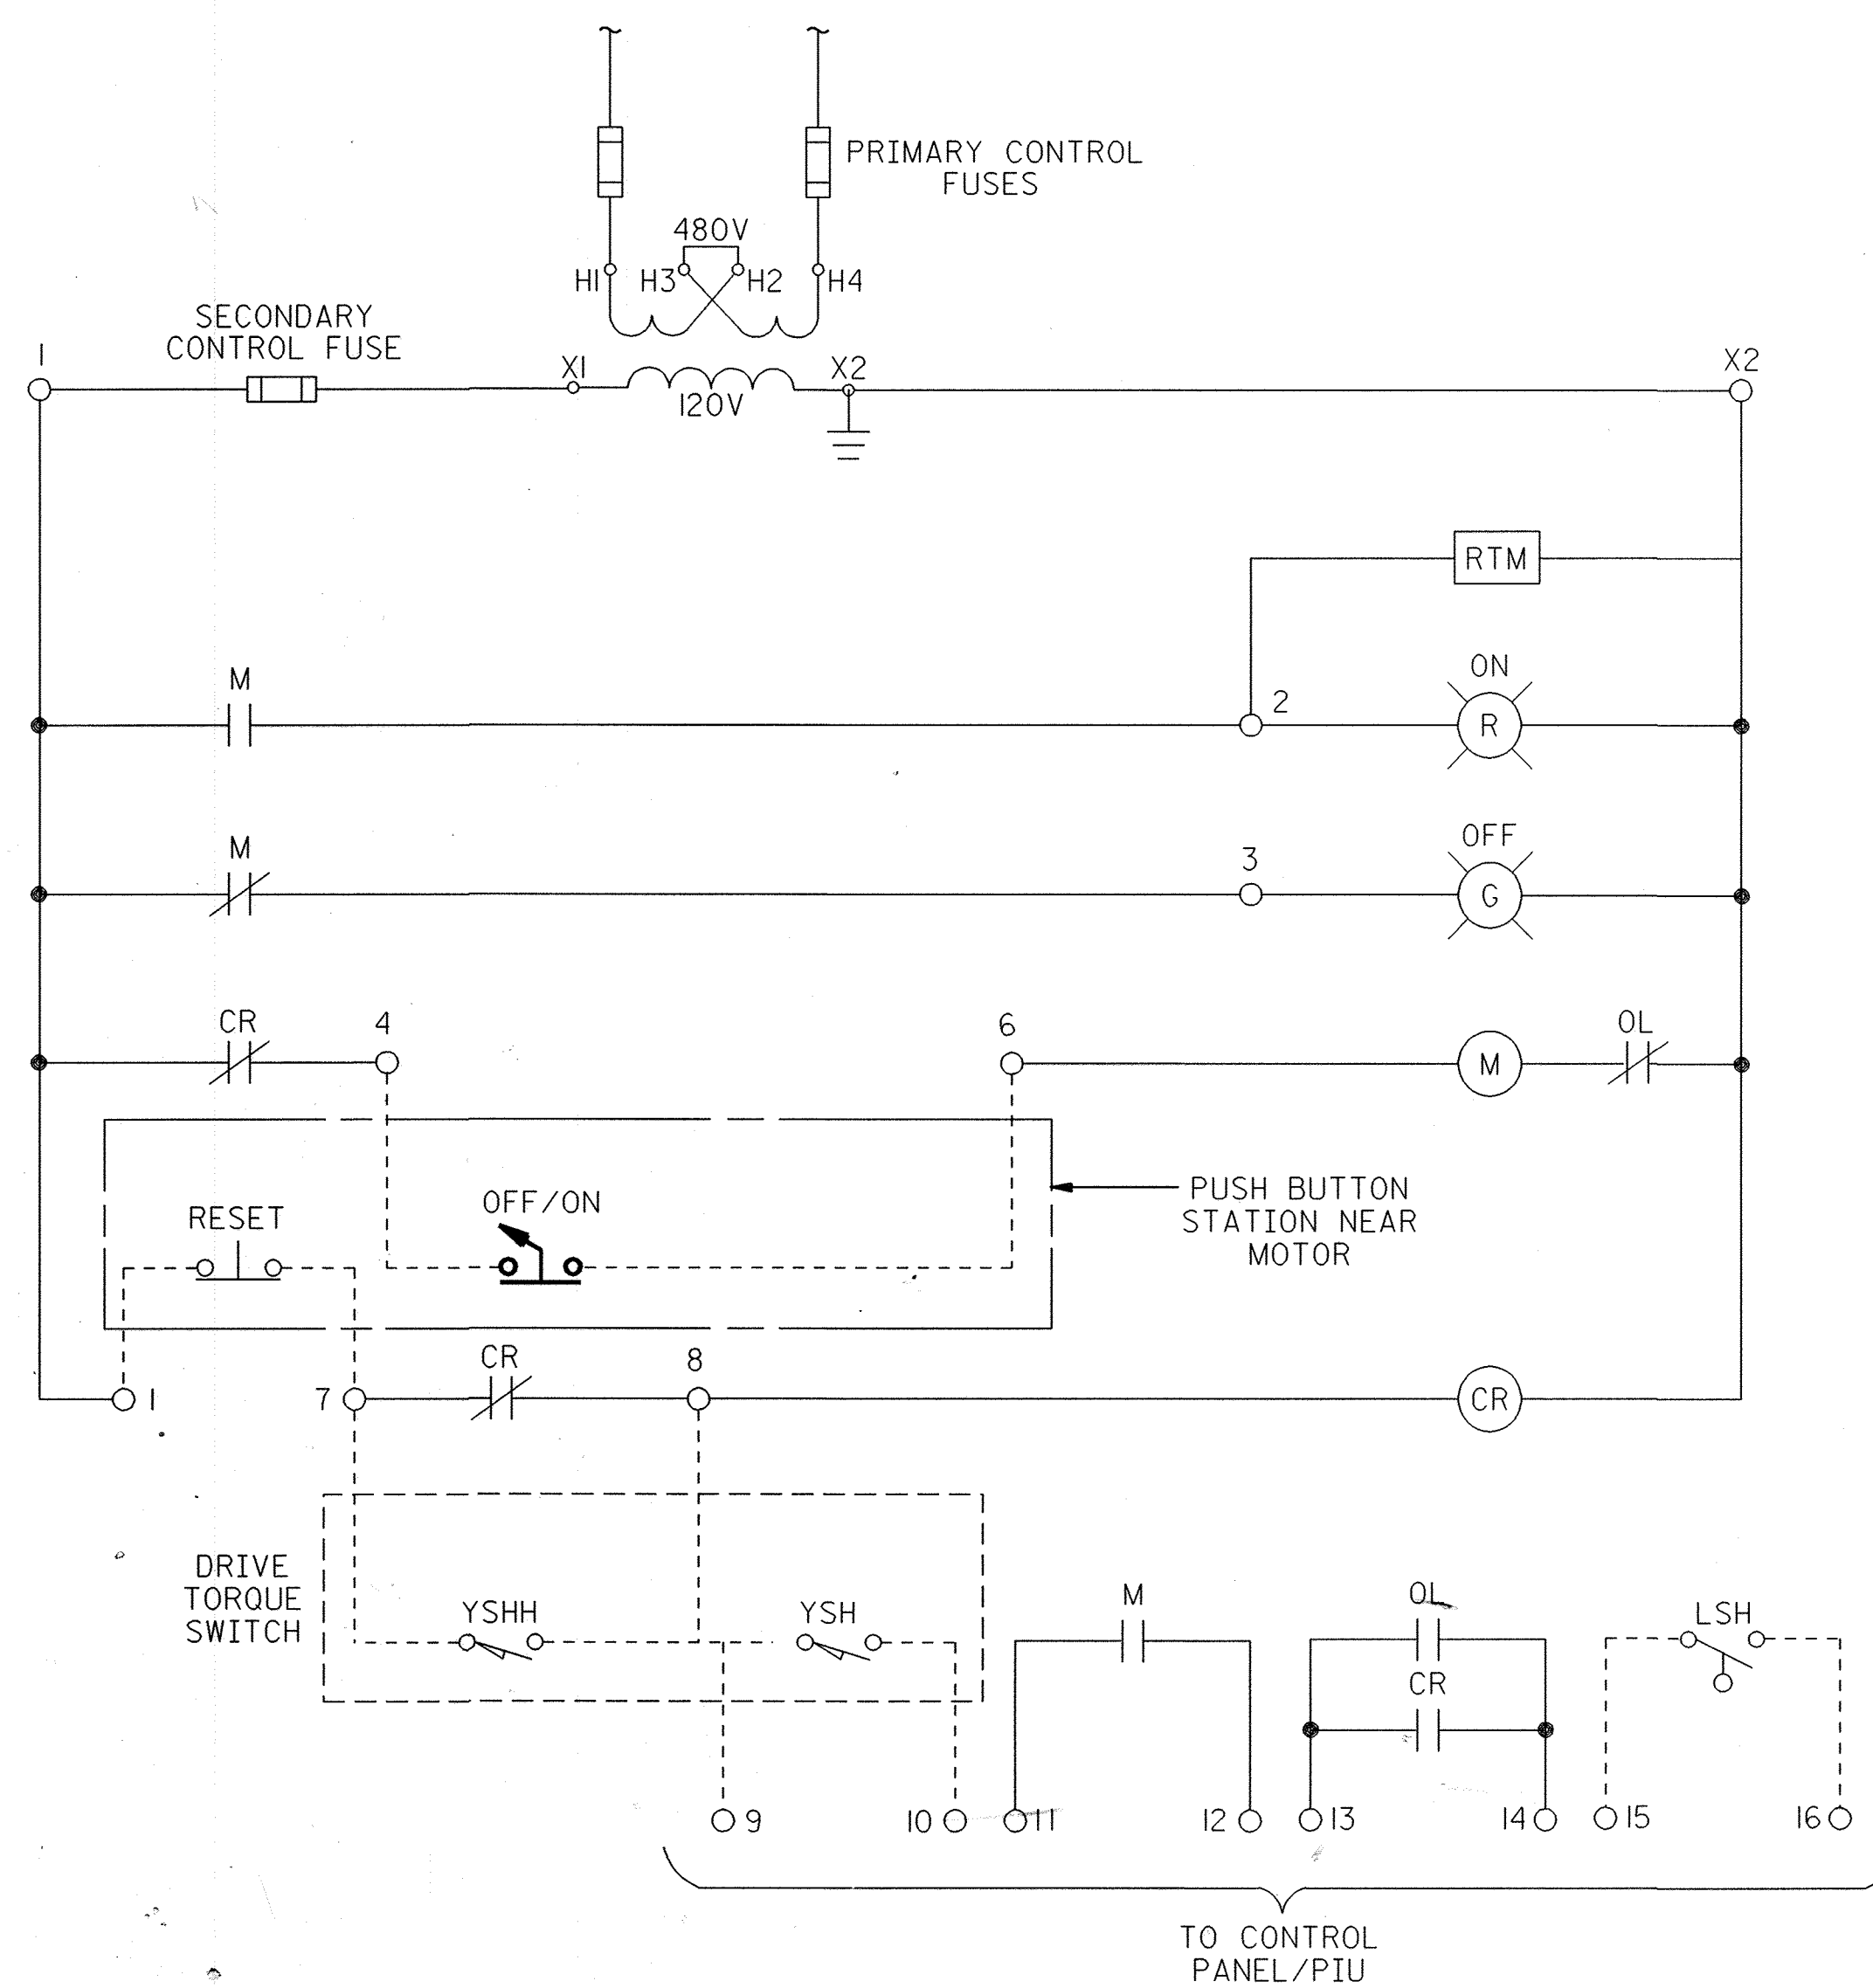 PRIMARY CONTROL
FUSES
480V
H1 H3 H2 H4
SECONDARY
CONTROL FUSE
1
X1
X2
X2
120V
RTM
M
2
ON
R
M
3
OFF
G
CR
4
6
M
OL
OFF/ON
RESET
PUSH BUTTON
STATION NEAR
MOTOR
1
7
CR
8
CR
DRIVE
TORQUE
SWITCH
YSHH
YSH
M
OL
CR
LSH
9
10
11
12
13
14
15
16
TO CONTROL
PANEL/PIU